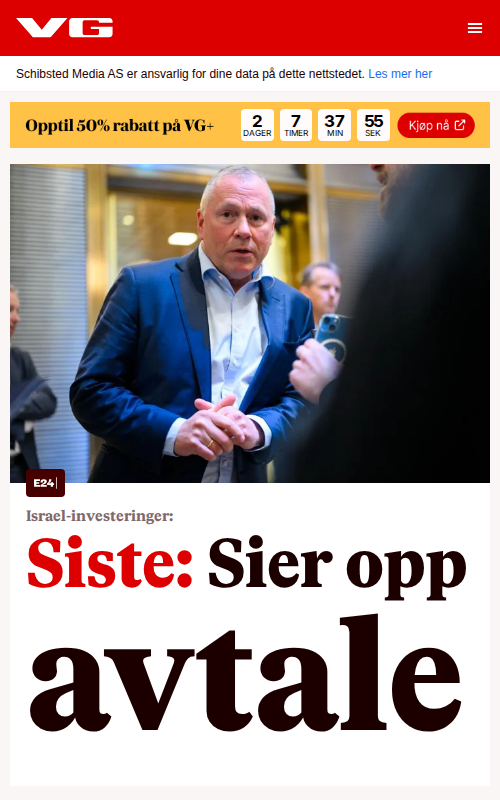 VG
Schibsted Media AS er ansvarlig for dine data på dette nettstedet. Les mer her
Opptil 50% rabatt på VG+
2 DAGER 7 TIMER 37 MIN 55 SEK
Kjøp nå
E24
Israel-investeringer:
Siste: Sier opp
avtale